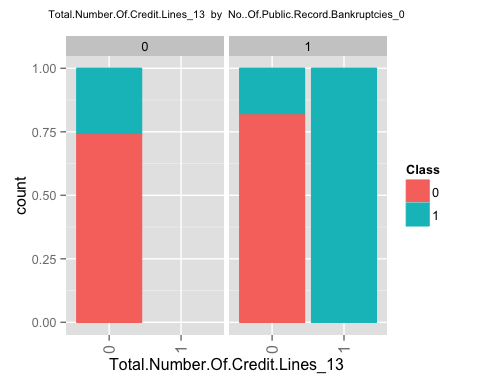 Total.Number.Of.Credit.Lines_13 by No..Of.Public.Record.Bankruptcies_0
0 1
1.00
0.75
0.50
0.25
0.00
count
0 1 0 1
Total.Number.Of.Credit.Lines_13
Class
0
1